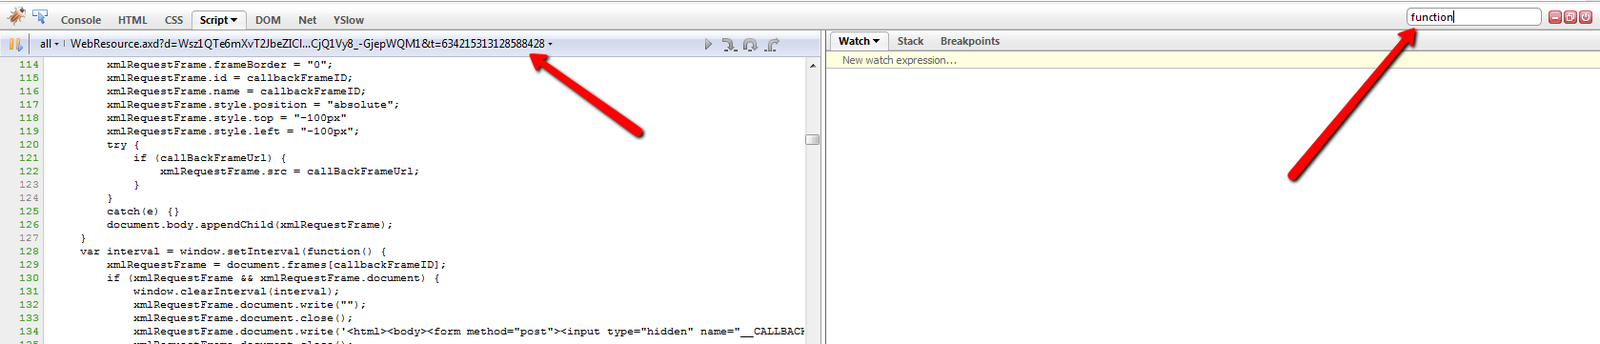 Console HTML CSS Script DOM Net YSlow
function
all WebResource.axd?d=Wsz1QTe6mXvT2JbeZICl...CjQ1Vy8_-GjepWQM1&t=634215313128588428
Watch Stack Breakpoints
New watch expression...
114 xmlRequestFrame.frameBorder = "0";
115 xmlRequestFrame.id = callbackFrameID;
116 xmlRequestFrame.name = callbackFrameID;
117 xmlRequestFrame.style.position = "absolute";
118 xmlRequestFrame.style.top = "-100px"
119 xmlRequestFrame.style.left = "-100px";
120 try {
121 if (callBackFrameUrl) {
122 xmlRequestFrame.src = callBackFrameUrl;
123 }
124 }
125 catch(e) {}
126 document.body.appendChild(xmlRequestFrame);
127 }
128 var interval = window.setInterval(function() {
129 xmlRequestFrame = document.frames[callbackFrameID];
130 if (xmlRequestFrame && xmlRequestFrame.document) {
131 window.clearInterval(interval);
132 xmlRequestFrame.document.write("");
133 xmlRequestFrame.document.close();
134 xmlRequestFrame.document.write('<html><body><form method="post"><input type="hidden" name="__CALLBAC